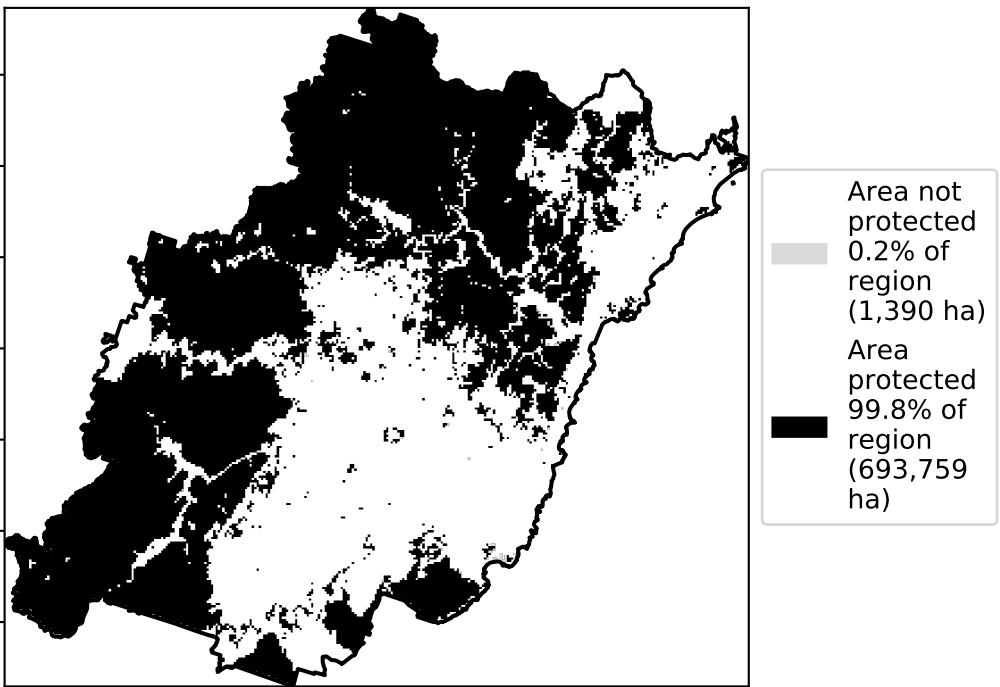 Area not
protected
0.2% of
region
(1,390 ha)
Area
protected
99.8% of
region
(693,759
ha)